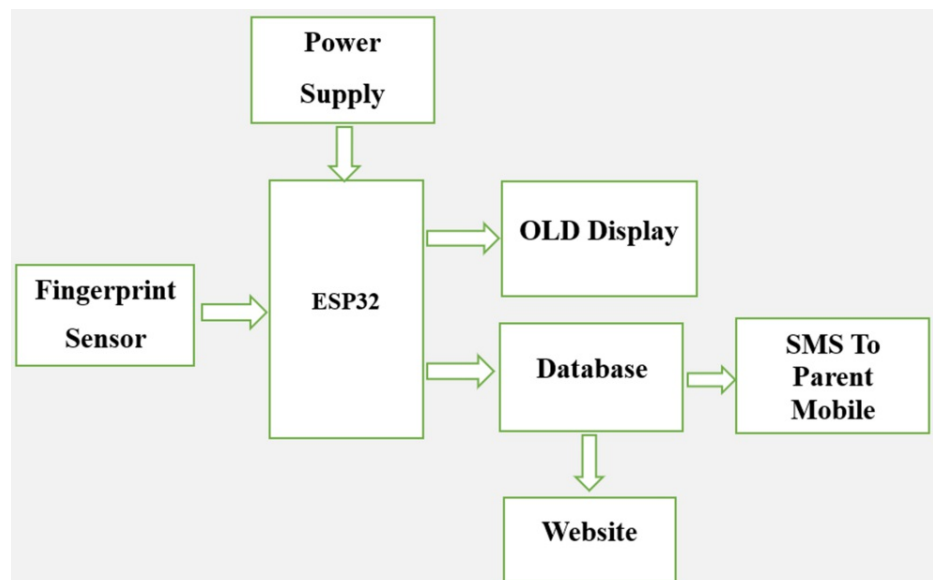 Power
Supply
OLD Display
Fingerprint
Sensor
ESP32
Database
SMS To
Parent
Mobile
Website